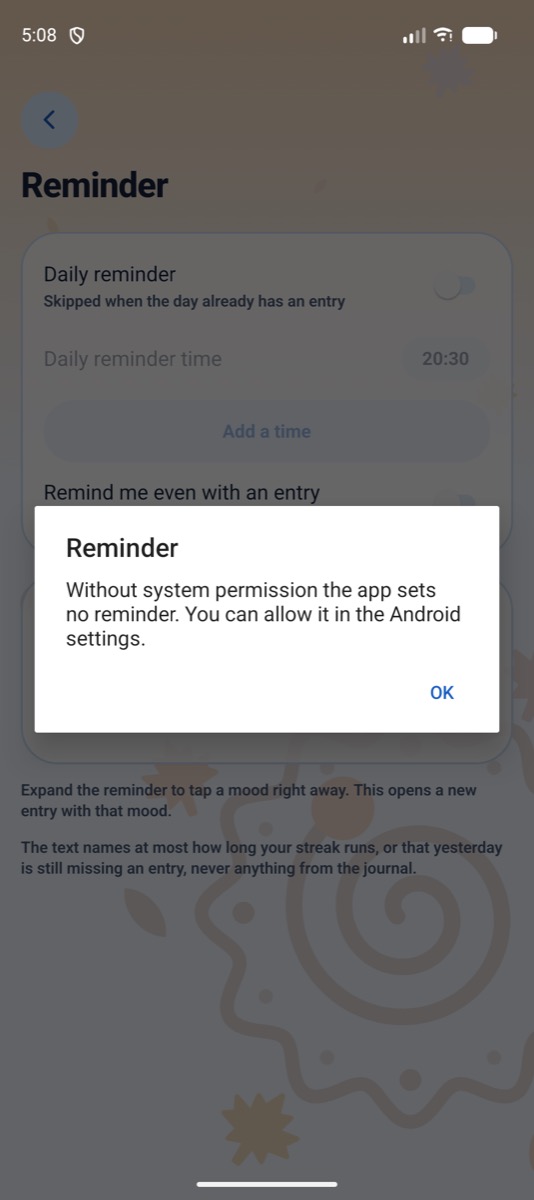 5:08
Reminder
Daily reminder
Skipped when the day already has an entry
Daily reminder time
20:30
Add a time
Remind me even with an entry
Reminder
Without system permission the app sets
no reminder. You can allow it in the Android
settings.
OK
Expand the reminder to tap a mood right away. This opens a new
entry with that mood.
The text names at most how long your streak runs, or that yesterday
is still missing an entry, never anything from the journal.